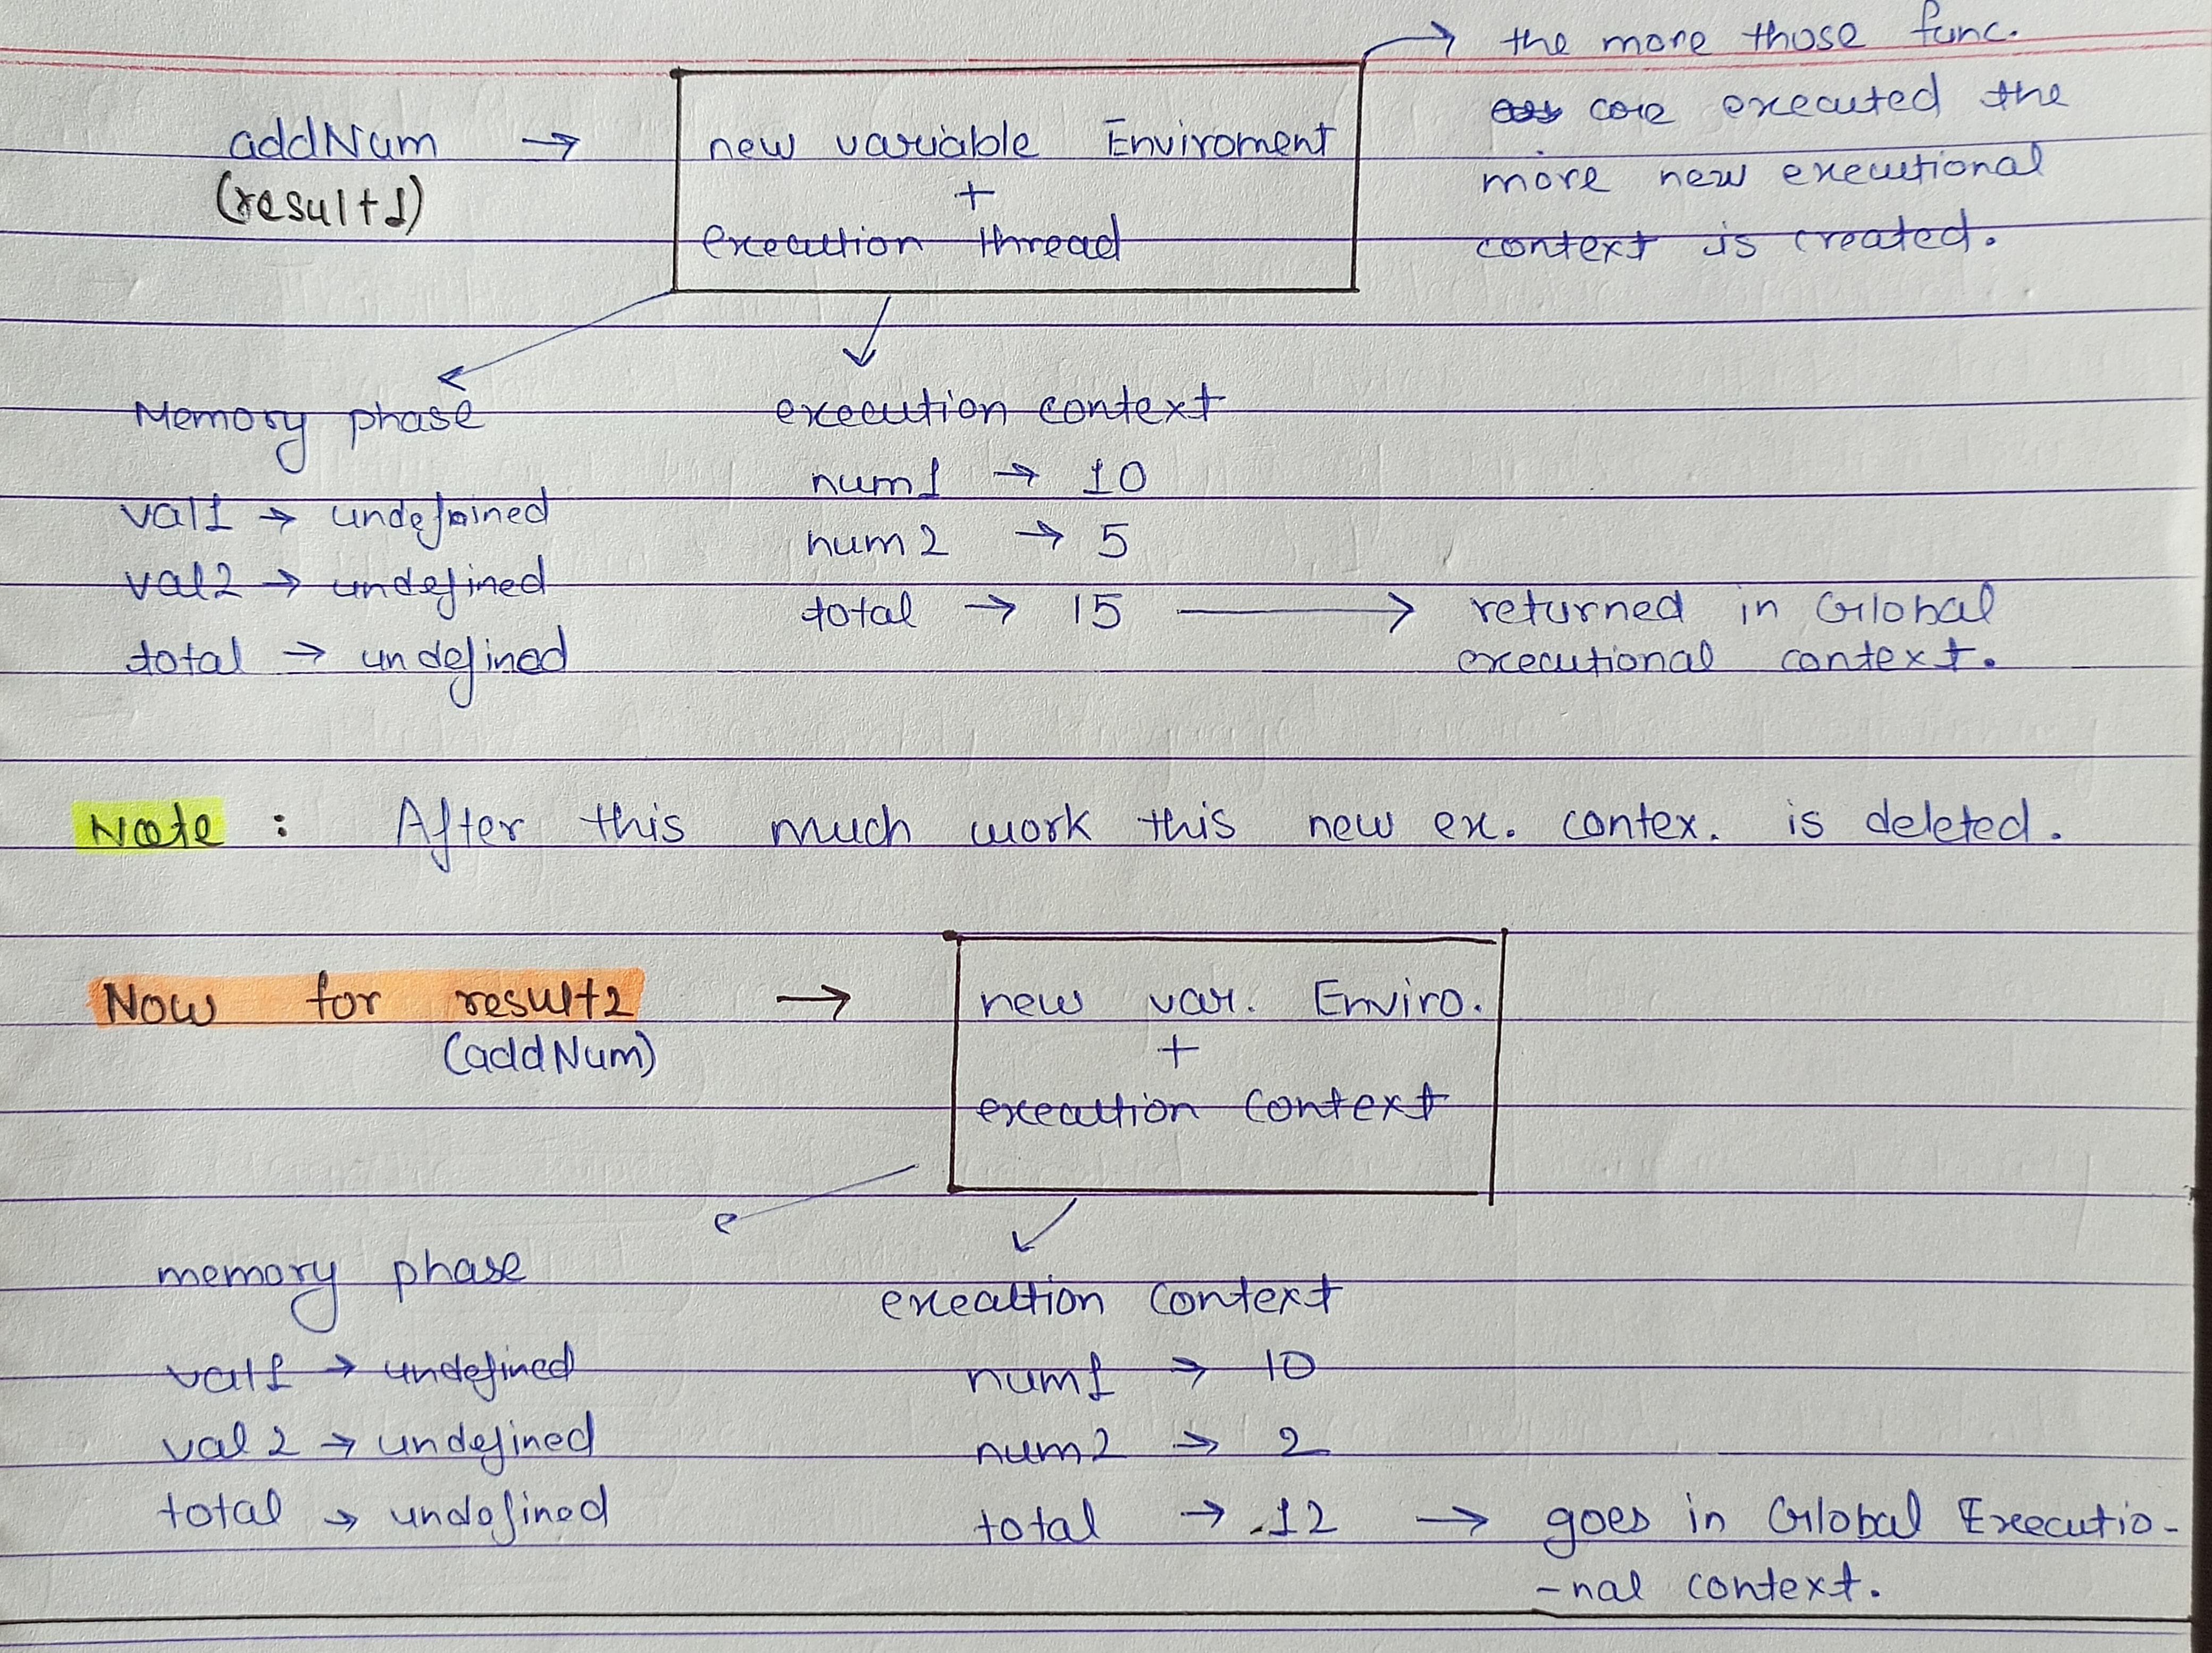 the more those func.
addNum → new variable Enviroment
are executed the
(result1)
+
more new executional
execution thread
context is created.
Memory phase
execution context
num1 → 10
val1 → undefined
num2 → 5
val2 → undefined
total → 15 → returned in Global
total → undefined
executional context.
Note : After this much work this new ex. contex. is deleted.
Now for result2 → new var. Enviro.
(addNum)
+
execution context
memory phase
execution context
val1 → undefined
num1 → 10
val2 → undefined
num2 → 2
total → undefined
total → 12 → goes in Global Executio-
-nal context.